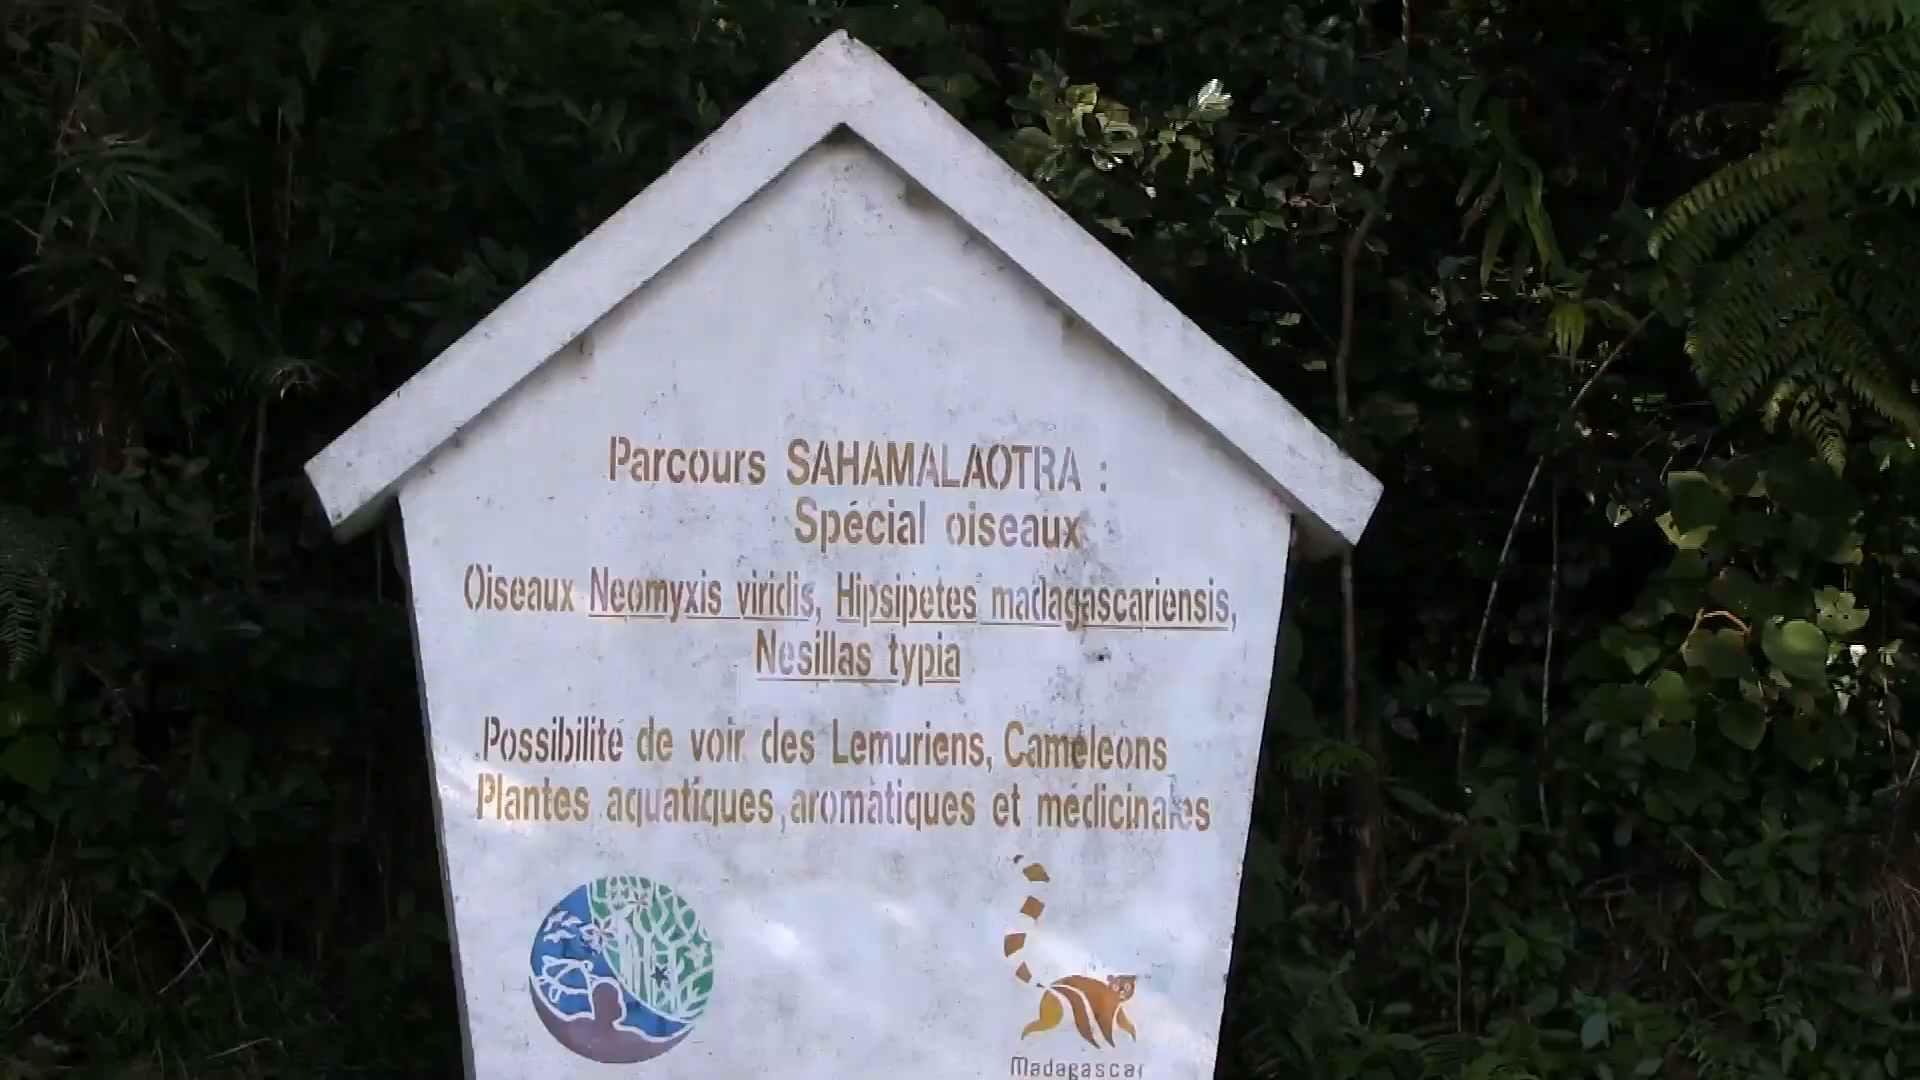 Parcours SAHAMALAOTRA :
Spécial oiseaux
Oiseaux Neomyxis viridis, Hipsipetes madagascariensis,
Nesillas typia
Possibilité de voir des Lemuriens, Caméleons
Plantes aquatiques, aromatiques et médicinales
Madagascar